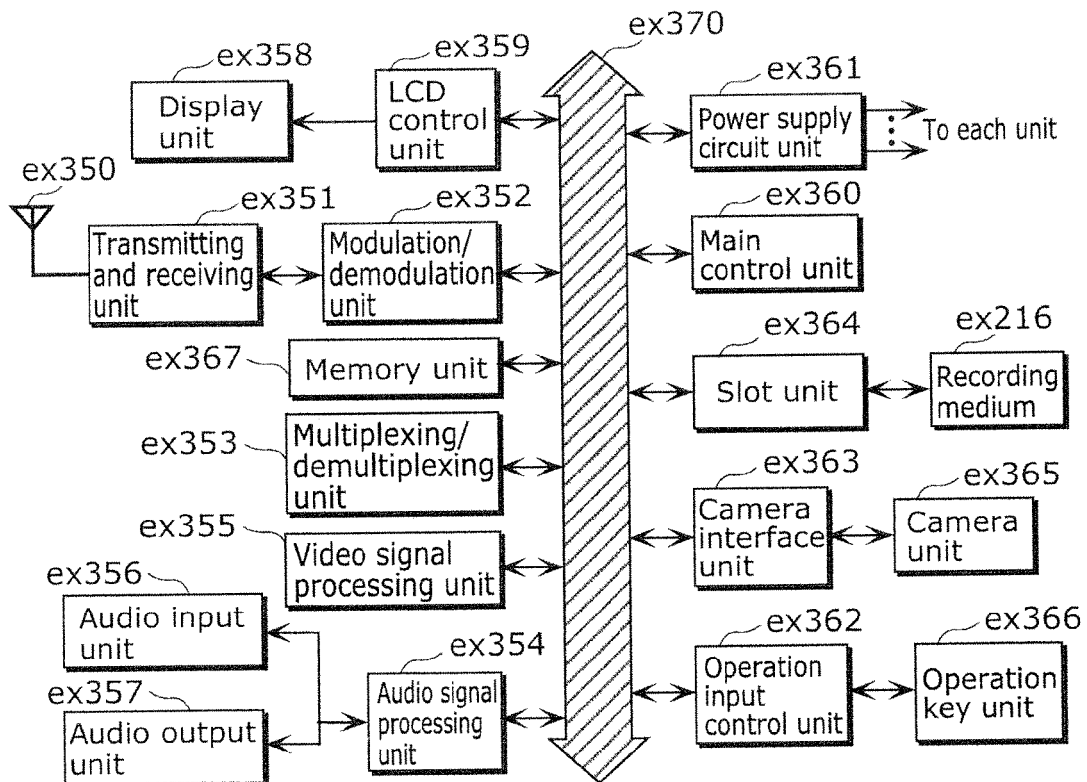 ex370
ex359
ex358
LCD
control
unit
Display
unit
ex361
Power supply
circuit unit
To each unit
ex350
ex351
ex352
Transmitting
and receiving
unit
Modulation/
demodulation
unit
ex360
Main
control unit
ex367
Memory unit
ex364
Slot unit
ex216
Recording
medium
ex353
Multiplexing/
demultiplexing
unit
ex363
Camera
interface
unit
ex365
Camera
unit
ex355
Video signal
processing unit
ex356
Audio input
unit
ex354
Audio signal
processing
unit
ex357
Audio output
unit
ex362
Operation
input
control unit
ex366
Operation
key unit